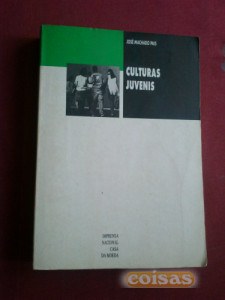 JOSÉ MACHADO PAIS
CULTURAS
JUVENIS
IMPRENSA
NACIONAL
CASA
DA MOEDA
coisas